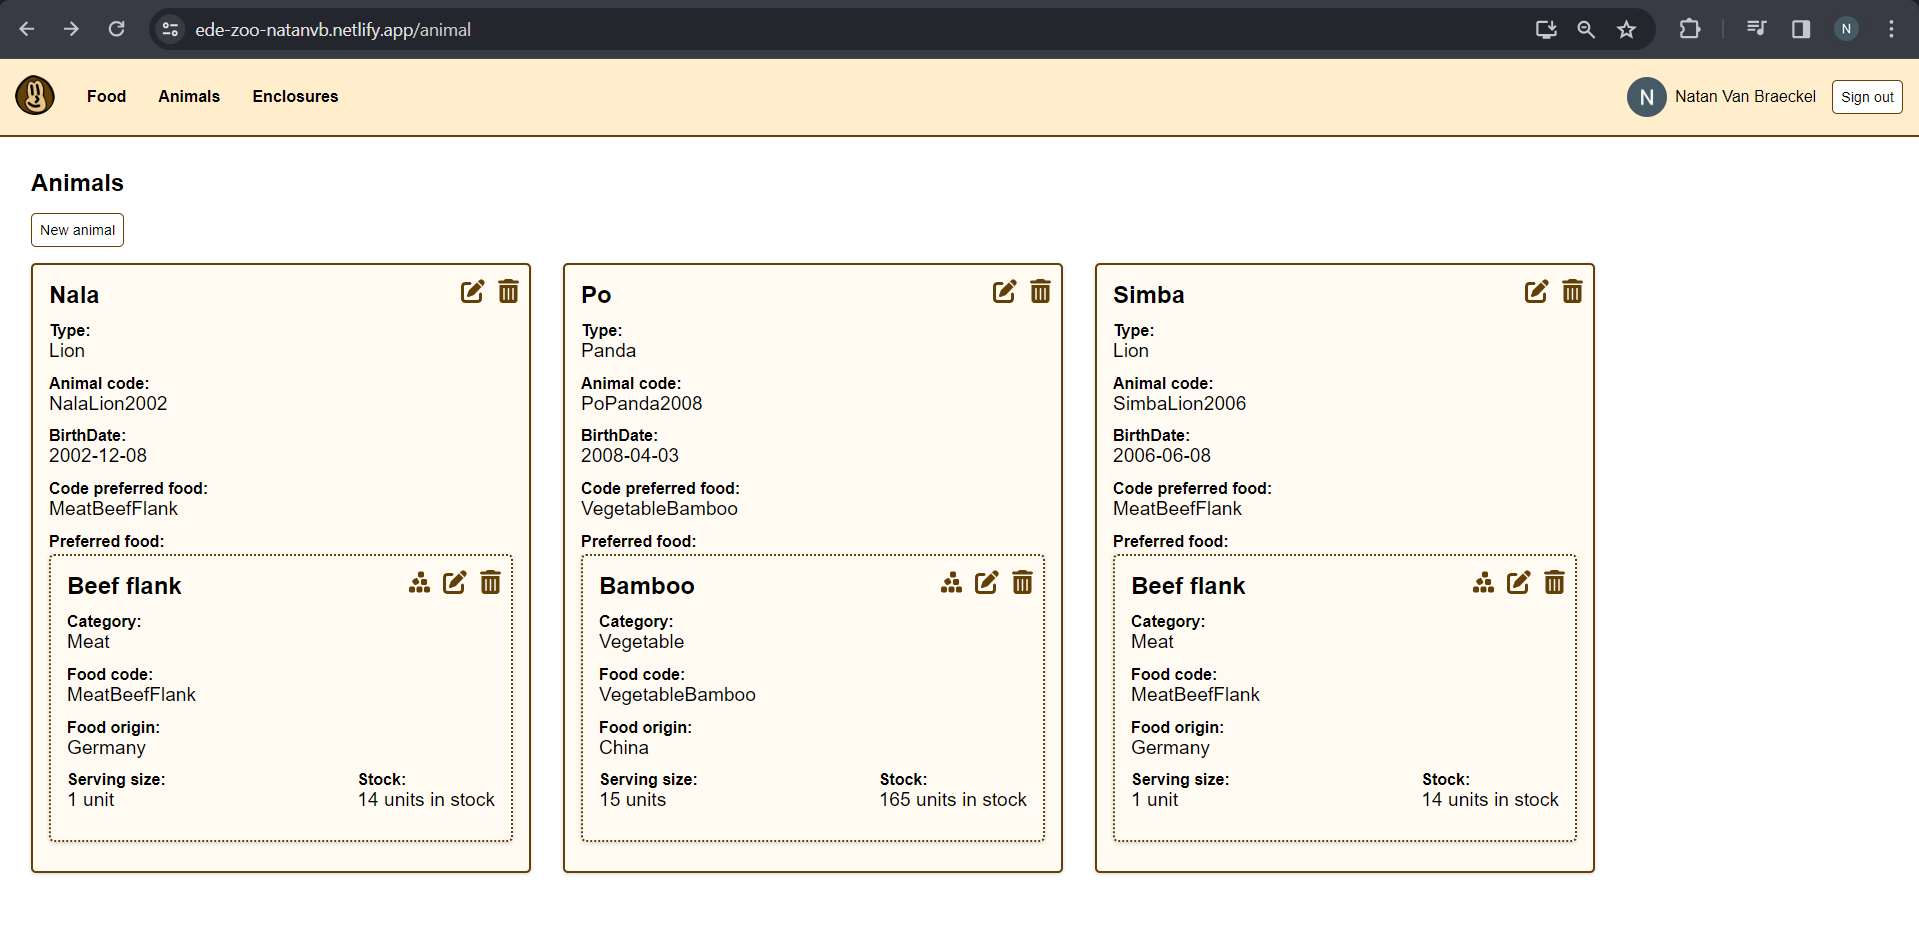 ede-zoo-natanvb.netlify.app/animal
N
Food
Animals
Enclosures
N
Natan Van Braeckel
Sign out
Animals
New animal
Nala
Type:
Lion
Animal code:
NalaLion2002
BirthDate:
2002-12-08
Code preferred food:
MeatBeefFlank
Preferred food:
Beef flank
Category:
Meat
Food code:
MeatBeefFlank
Food origin:
Germany
Serving size:
1 unit
Stock:
14 units in stock
Po
Type:
Panda
Animal code:
PoPanda2008
BirthDate:
2008-04-03
Code preferred food:
VegetableBamboo
Preferred food:
Bamboo
Category:
Vegetable
Food code:
VegetableBamboo
Food origin:
China
Serving size:
15 units
Stock:
165 units in stock
Simba
Type:
Lion
Animal code:
SimbaLion2006
BirthDate:
2006-06-08
Code preferred food:
MeatBeefFlank
Preferred food:
Beef flank
Category:
Meat
Food code:
MeatBeefFlank
Food origin:
Germany
Serving size:
1 unit
Stock:
14 units in stock